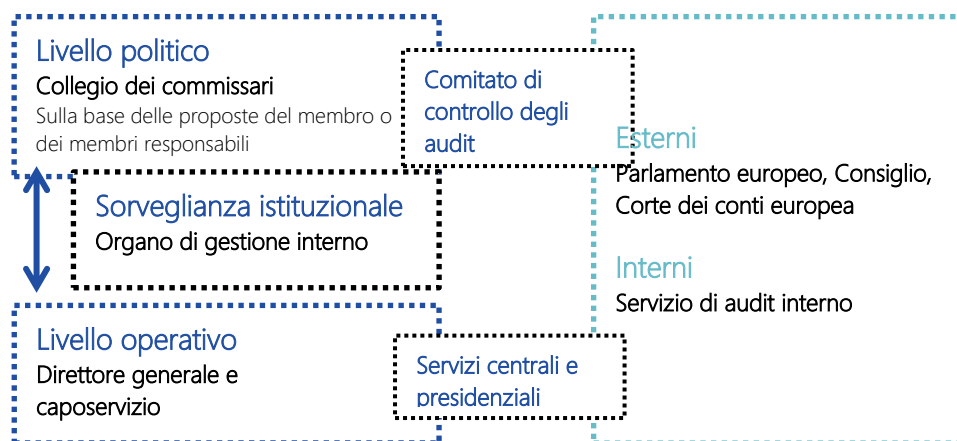 Livello politico
Collegio dei commissari
Sulla base delle proposte del membro o
dei membri responsabili
Comitato di
controllo degli
audit
Sorveglianza istituzionale
Organo di gestione interno
Livello operativo
Direttore generale e
caposervizio
Servizi centrali e
presidenziali
Esterni
Parlamento europeo, Consiglio,
Corte dei conti europea
Interni
Servizio di audit interno